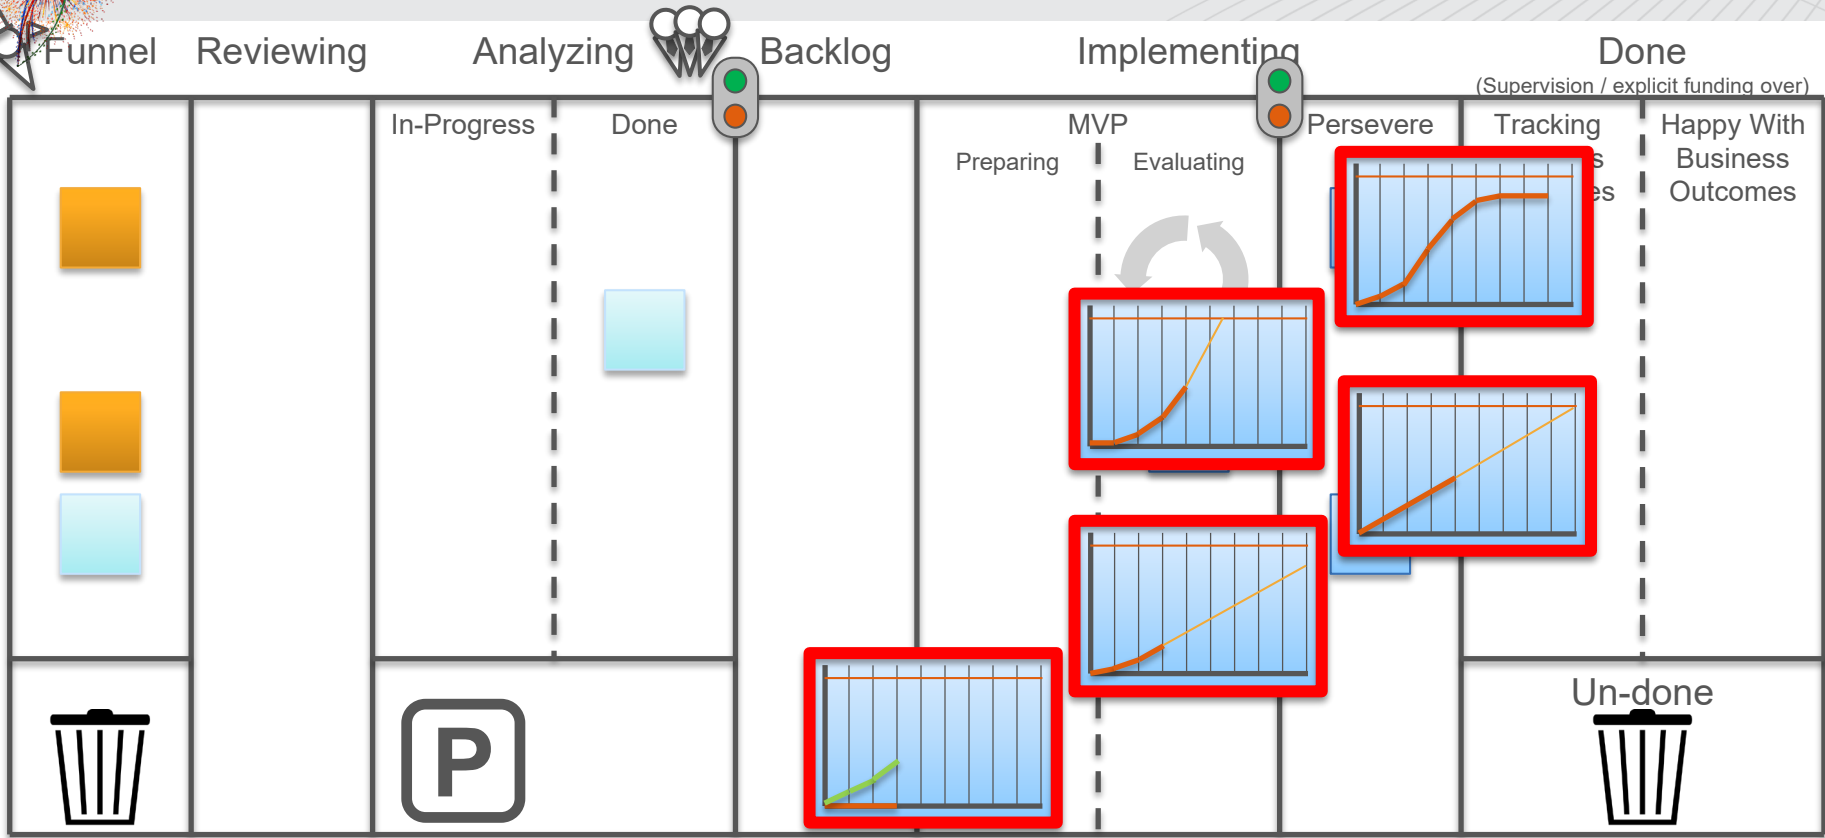 Funnel
Reviewing
Analyzing
Backlog
Implementing
Done
(Supervision / explicit funding over)
In-Progress
Done
MVP
Preparing
Evaluating
Persevere
Tracking
s
es
Happy With
Business
Outcomes
P
Un-done